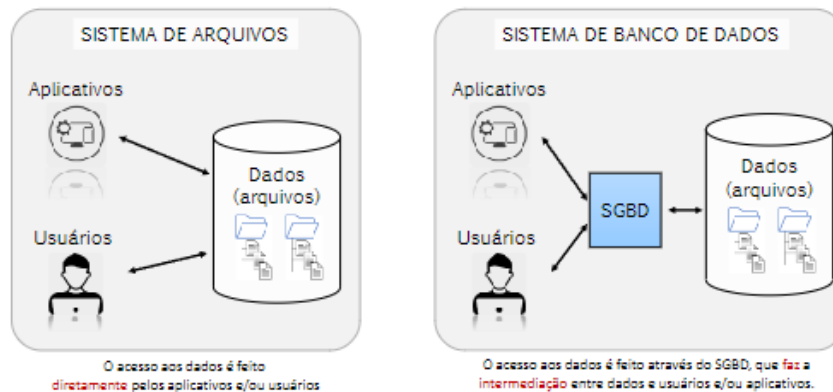 SISTEMA DE ARQUIVOS
Aplicativos
Dados
(arquivos)
Usuários
O acesso aos dados é feito
diretamente pelos aplicativos e/ou usuários
SISTEMA DE BANCO DE DADOS
Aplicativos
SGBD
Dados
(arquivos)
Usuários
O acesso aos dados é feito através do SGBD, que faz a
intermediação entre dados e usuários e/ou aplicativos.